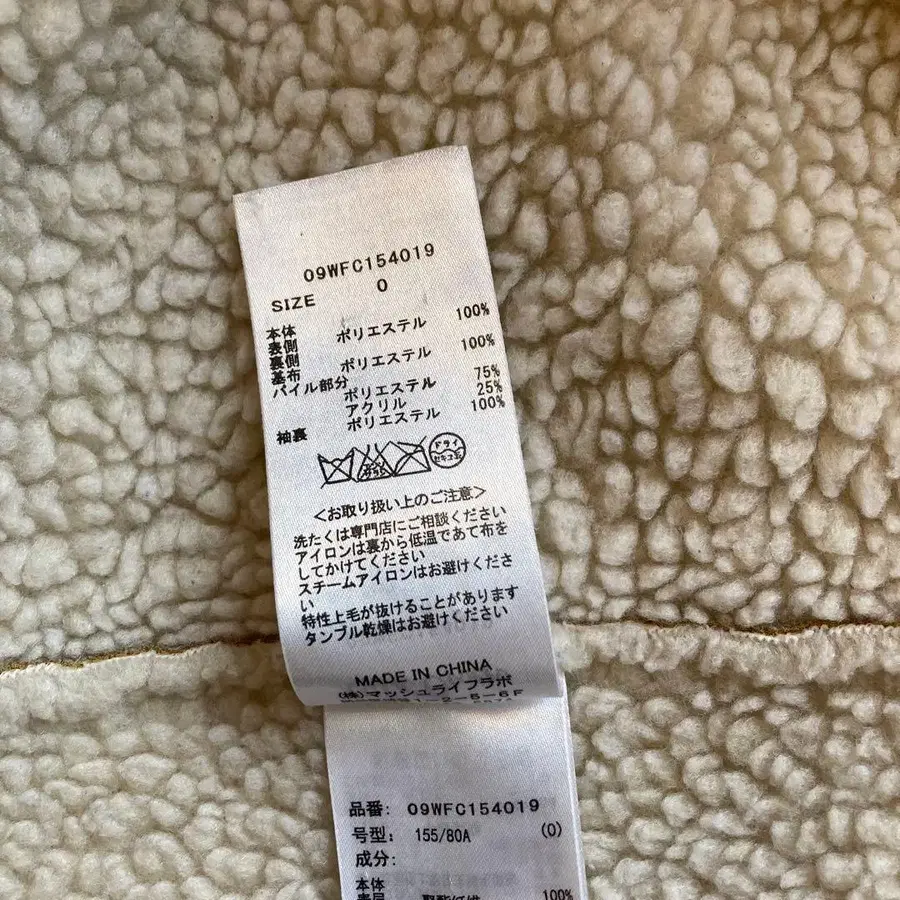 09WFC154019
SIZE 0
本体
表側 ポリエステル 100%
裏側
基布 ポリエステル 100%
パイル部分
ポリエステル 75%
アクリル 25%
袖裏 ポリエステル 100%
ドライ
セキユ系
<お取り扱い上のご注意>
洗たくは専門店にご相談ください
アイロンは裏から低温であて布を
してかけてください
スチームアイロンはお避けくださ
い
特性上毛が抜けることがあります
タンブル乾燥はお避けください
MADE IN CHINA
(株)マッシュライフラボ
1-2-5-6F
品番: 09WFC154019
号型: 155/80A (0)
成分:
本体
100%